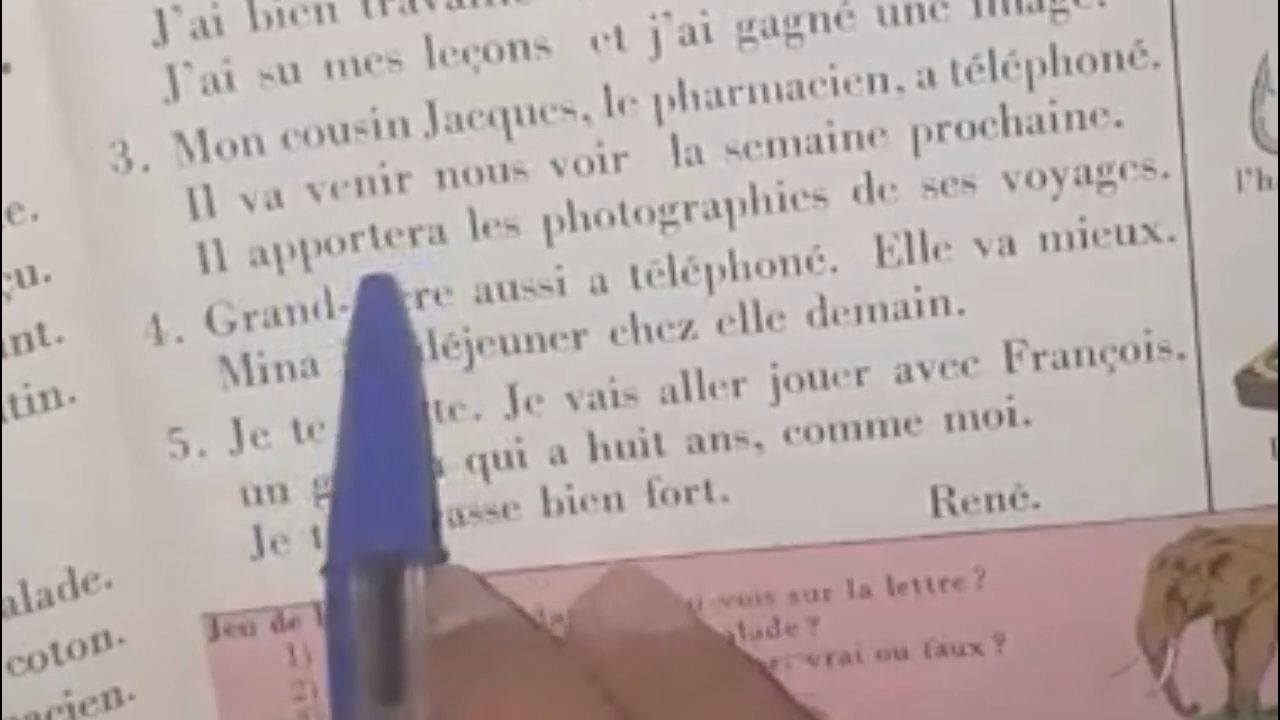 J'ai bien
J'ai su mes leçons et j'ai gagné une image.
3. Mon cousin Jacques, le pharmacien, a téléphoné.
Il va venir nous voir la semaine prochaine.
Il apportera les photographies de ses voyages.
4. Grand- aussi a téléphoné. Elle va mieux.
Mina déjeuner chez elle demain.
5. Je te Je vais aller jouer avec François.
un qui a huit ans, comme moi.
Je bien fort.
René.
Jeu de
vois sur la lettre ?
1)
vrai ou faux ?
2)
e.
çu.
nt.
tin.
alade.
coton.
acien.
l'h